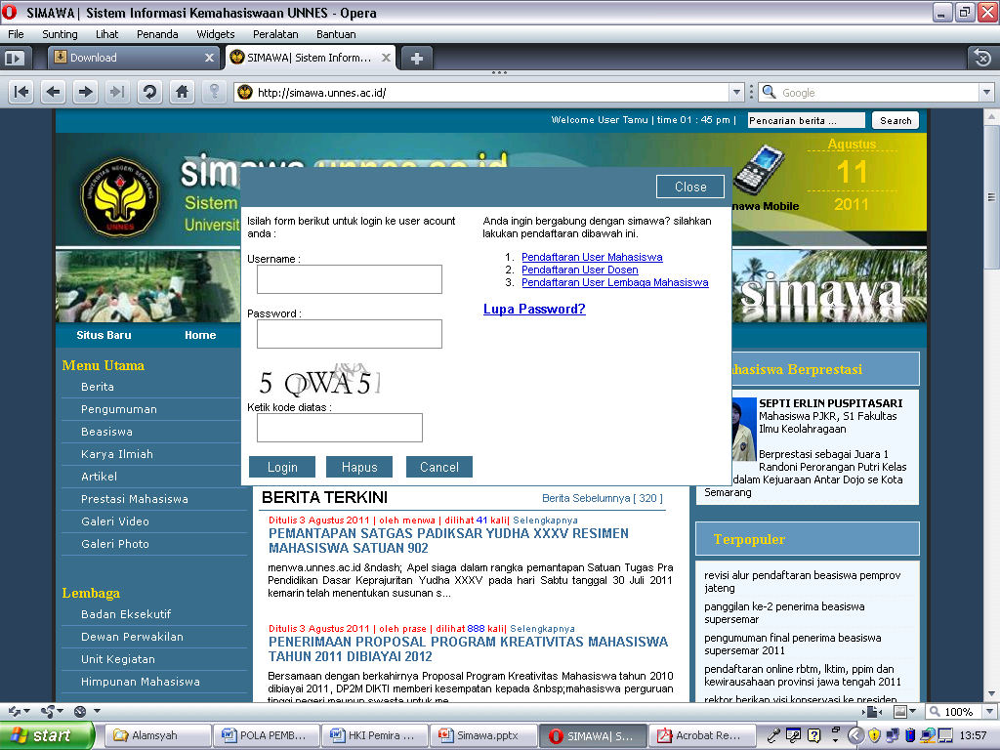 SIMAWA| Sistem Informasi Kemahasiswaan UNNES - Opera
File Sunting Lihat Penanda Widgets Peralatan Bantuan
Download
SIMAWA| Sistem Inform...
http://simawa.unnes.ac.id/
Google
Welcome User Tamu | time 01 : 45 pm |
Pencarian berita ...
Search
UNIVERSITAS NEGERI SEMARANG
UNNES
Sistem
Universit
Agustus
11
2011
Close
Isilah form berikut untuk login ke user acount
anda :
Username :
Password :
5 QWA 5
Ketik kode diatas :
Login Hapus Cancel
Anda ingin bergabung dengan simawa? silahkan
lakukan pendaftaran dibawah ini.
1. Pendaftaran User Mahasiswa
2. Pendaftaran User Dosen
3. Pendaftaran User Lembaga Mahasiswa
Lupa Password?
simawa
Situs Baru Home
Menu Utama
Berita
Pengumuman
Beasiswa
Karya Ilmiah
Artikel
Prestasi Mahasiswa
Galeri Video
Galeri Photo
Lembaga
Badan Eksekutif
Dewan Perwakilan
Unit Kegiatan
Himpunan Mahasiswa
BERITA TERKINI
Berita Sebelumnya [ 320 ]
Ditulis 3 Agustus 2011 | oleh menwa | dilihat 41 kali| Selengkapnya
PEMANTAPAN SATGAS PADIKSAR YUDHA XXXV RESIMEN
MAHASISWA SATUAN 902
menwa.unnes.ac.id &ndash; Apel siaga dalam rangka pemantapan Satuan Tugas Pra
Pendidikan Dasar Keprajuritan Yudha XXXV pada hari Sabtu tanggal 30 Juli 2011
kemarin telah menentukan susunan s...
Ditulis 3 Agustus 2011 | oleh prase | dilihat 888 kali| Selengkapnya
PENERIMAAN PROPOSAL PROGRAM KREATIVITAS MAHASISWA
TAHUN 2011 DIBIAYAI 2012
Bersamaan dengan berkahirnya Proposal Program Kreativitas Mahasiswa tahun 2010
dibiayai 2011, DP2M DIKTI memberi kesempatan kepada &nbsp;mahasiswa perguruan
tinggi negeri maupun swasta untuk me
nawa Mobile
ahasiswa Berprestasi
SEPTI ERLIN PUSPITASARI
Mahasiswa PJKR, S1 Fakultas
Ilmu Keolahragaan
Berprestasi sebagai Juara 1
Randoni Perorangan Putri Kelas
dalam Kejuaraan Antar Dojo se Kota
Semarang
Terpopuler
revisi alur pendaftaran beasiswa pemprov
jateng
panggilan ke-2 penerima beasiswa
supersemar
pengumuman final penerima beasiswa
supersemar 2011
pendaftaran online rbtm, lktim, ppim dan
kewirausahaan provinsi jawa tengah 2011
rektor berikan visi konservasi ke presiden
100%
start
Alamsyah
POLA PEMB...
HKI Pemira ...
Simawa.pptx
SIMAWA| S...
Acrobat Re...
13:57